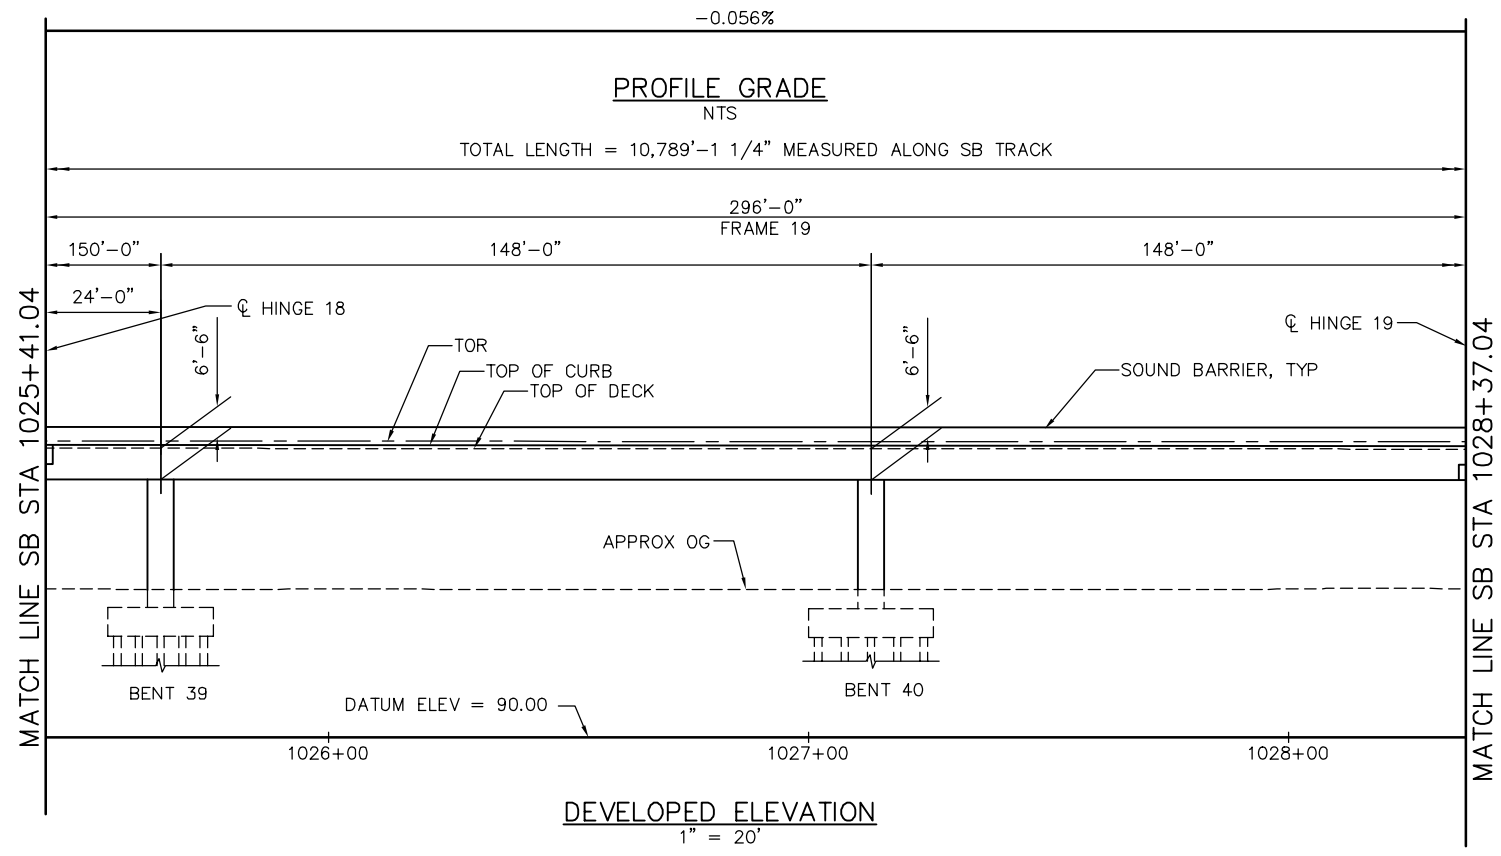 -0.056%
PROFILE GRADE
NTS
TOTAL LENGTH = 10,789'-1 1/4" MEASURED ALONG SB TRACK
296'-0"
FRAME 19
150'-0"
148'-0"
148'-0"
24'-0"
℄ HINGE 18
℄ HINGE 19
6'-6"
6'-6"
TOR
TOP OF CURB
TOP OF DECK
SOUND BARRIER, TYP
MATCH LINE SB STA 1025+41.04
MATCH LINE SB STA 1028+37.04
APPROX OG
BENT 39
BENT 40
DATUM ELEV = 90.00
1026+00
1027+00
1028+00
DEVELOPED ELEVATION
1" = 20'